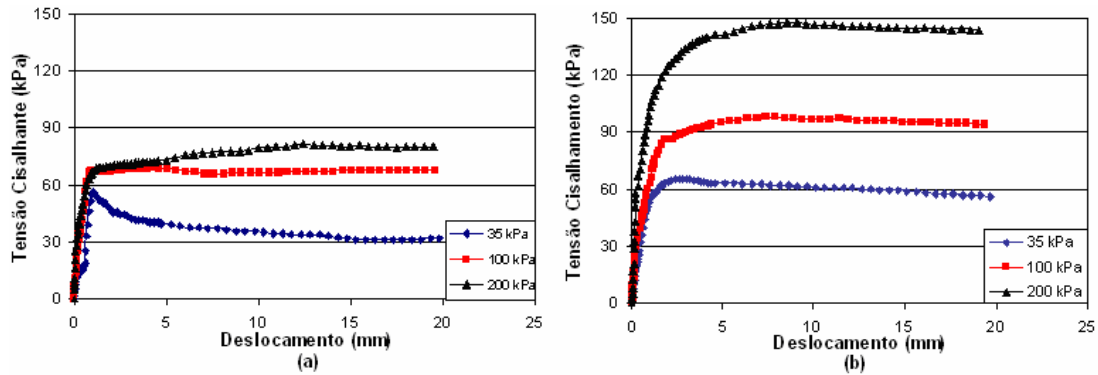 150
120
90
60
30
0
Tensão Cisalhante (kPa)
35 kPa
100 kPa
200 kPa
0
5
10
15
20
25
Deslocamento (mm)
(a)
150
120
90
60
30
0
Tensão Cisalhamento (kPa)
35 kPa
100 kPa
200 kPa
0
5
10
15
20
25
Deslocamento (mm)
(b)